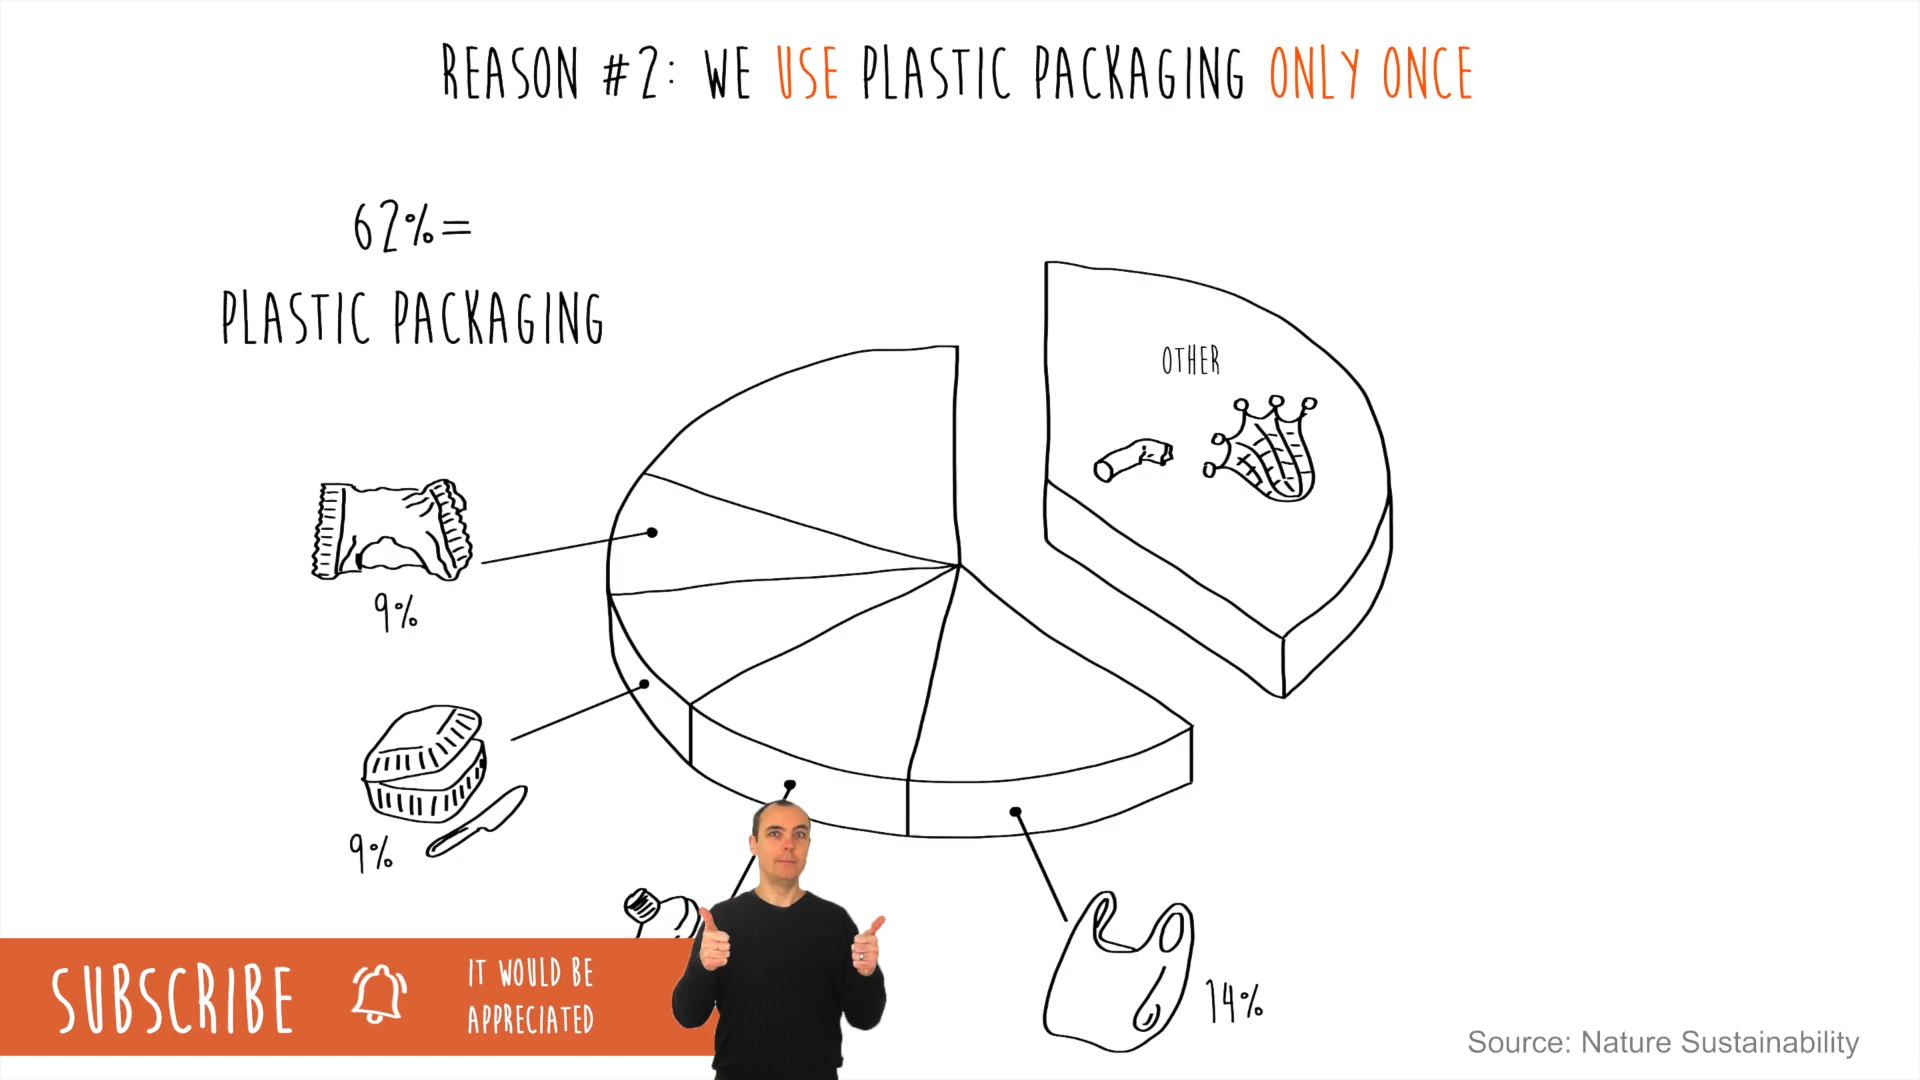 REASON #2: WE USE PLASTIC PACKAGING ONLY ONCE
62%=
PLASTIC PACKAGING
OTHER
9%
9%
14%
SUBSCRIBE
IT WOULD BE
APPRECIATED
Source: Nature Sustainability